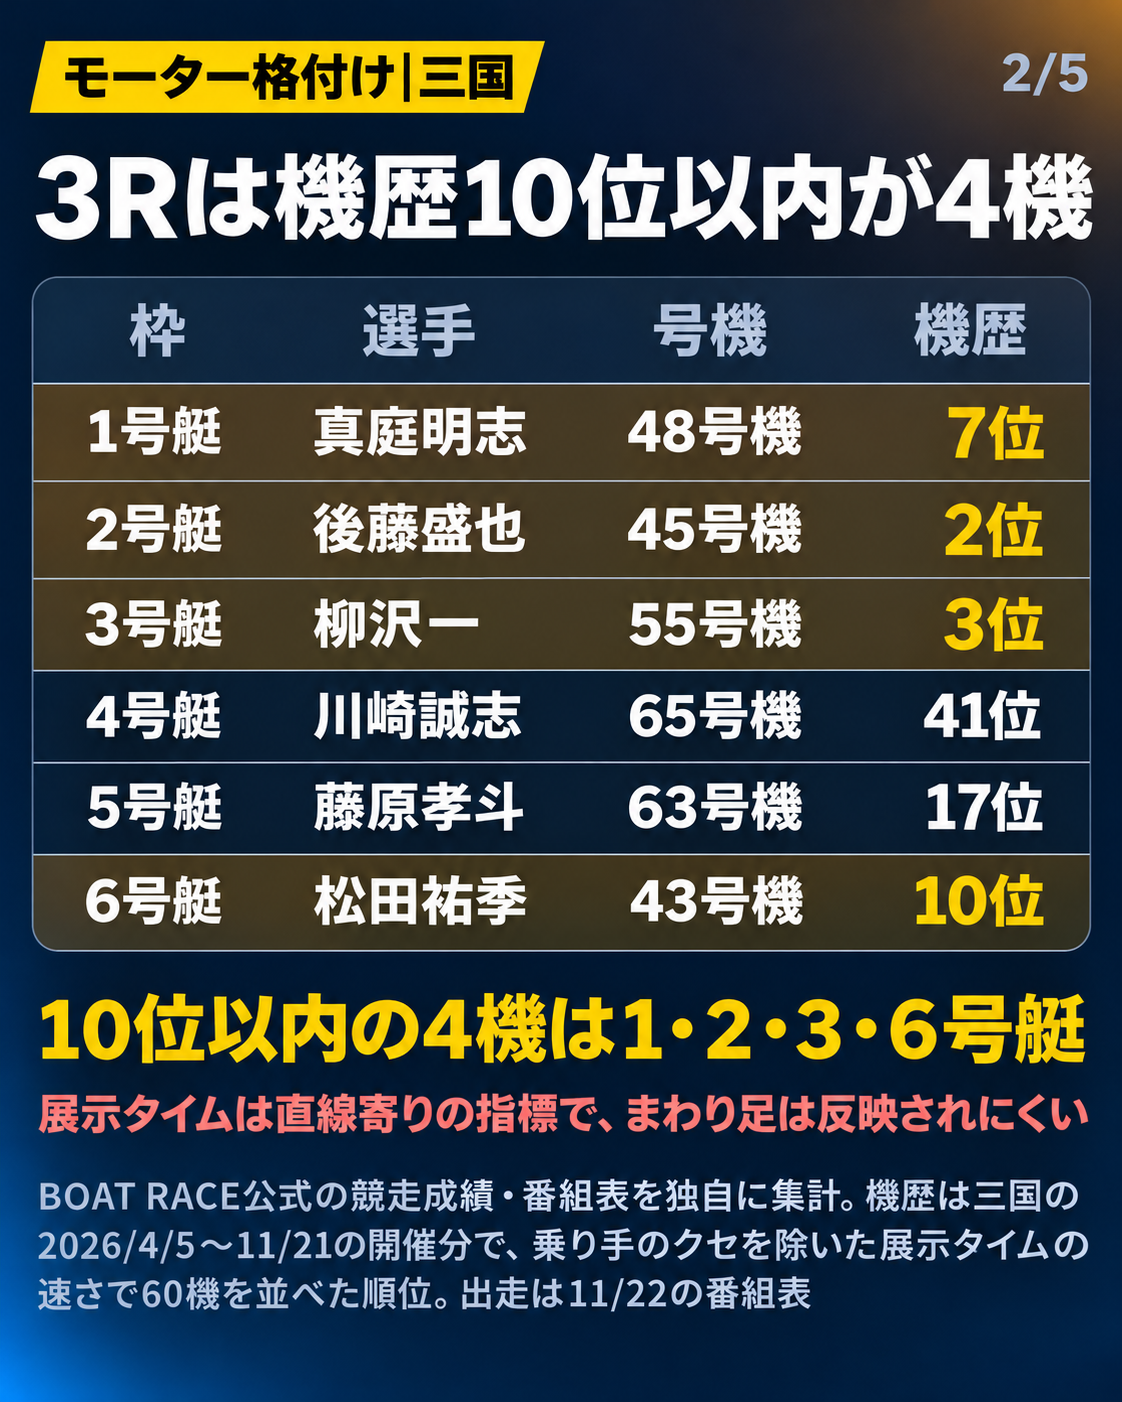 モーター格付け|三国
2/5
3Rは機歴10位以内が4機
枠 選手 号機 機歴
1号艇 真庭明志 48号機 7位
2号艇 後藤盛也 45号機 2位
3号艇 柳沢一 55号機 3位
4号艇 川崎誠志 65号機 41位
5号艇 藤原孝斗 63号機 17位
6号艇 松田祐季 43号機 10位
10位以内の4機は1・2・3・6号艇
展示タイムは直線寄りの指標で、まわり足は反映されにくい
BOAT RACE公式の競走成績・番組表を独自に集計。機歴は三国の
2026/4/5〜11/21の開催分で、乗り手のクセを除いた展示タイムの
速さで60機を並べた順位。出走は11/22の番組表